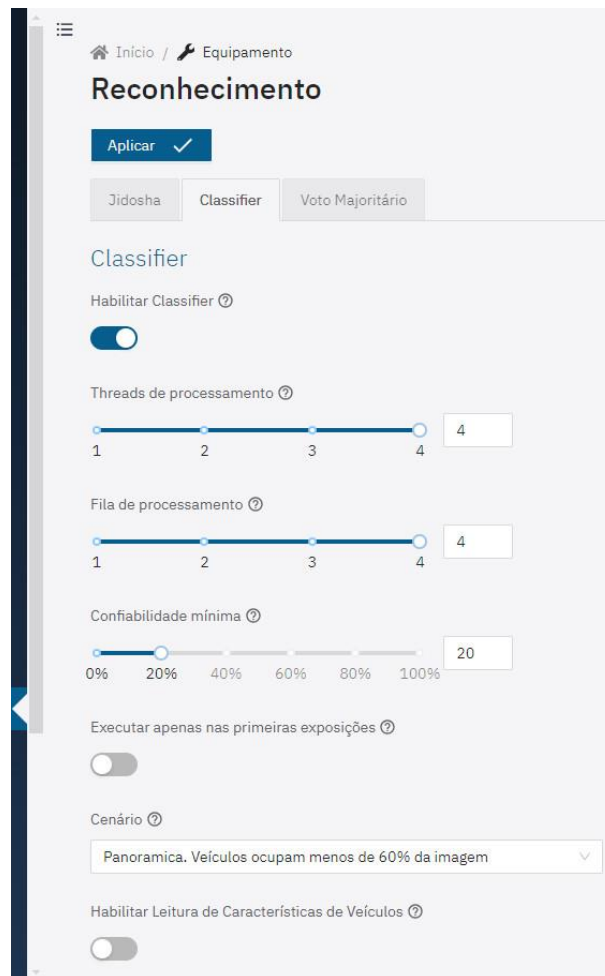 Início / Equipamento
Reconhecimento
Aplicar
Jidosha Classifier Voto Majoritário
Classifier
Habilitar Classifier
Threads de processamento
4
1 2 3 4
Fila de processamento
4
1 2 3 4
Confiabilidade mínima
20
0% 20% 40% 60% 80% 100%
Executar apenas nas primeiras exposições
Cenário
Panoramica. Veículos ocupam menos de 60% da imagem
Habilitar Leitura de Características de Veículos